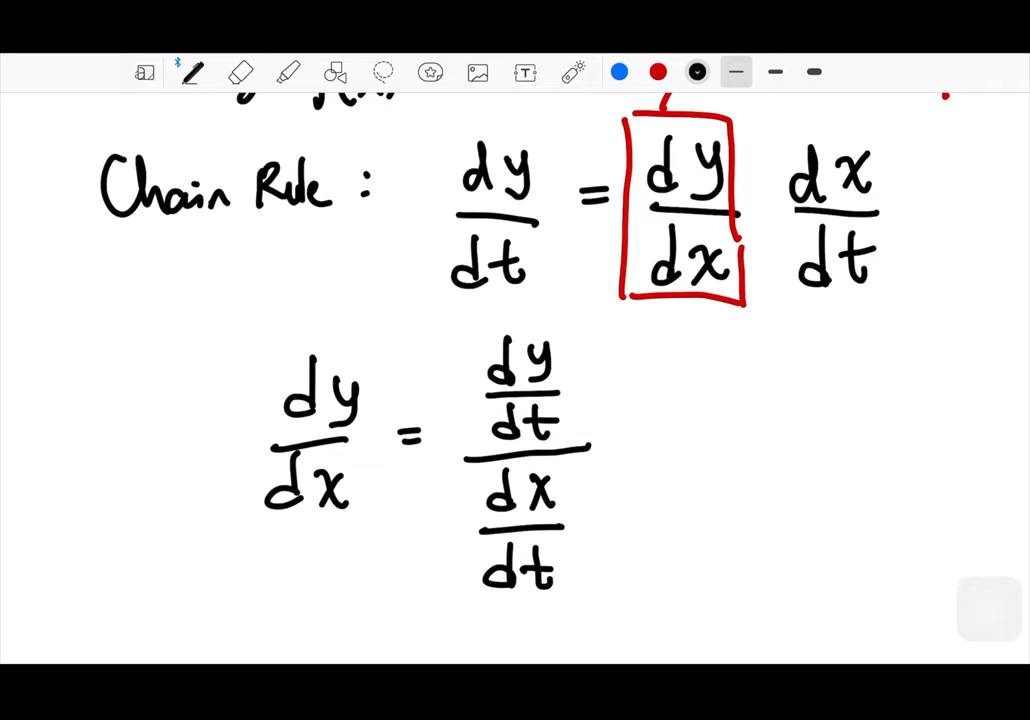 Chain Rule : dy/dt = dy/dx dx/dt
dy/dx = (dy/dt)/(dx/dt)